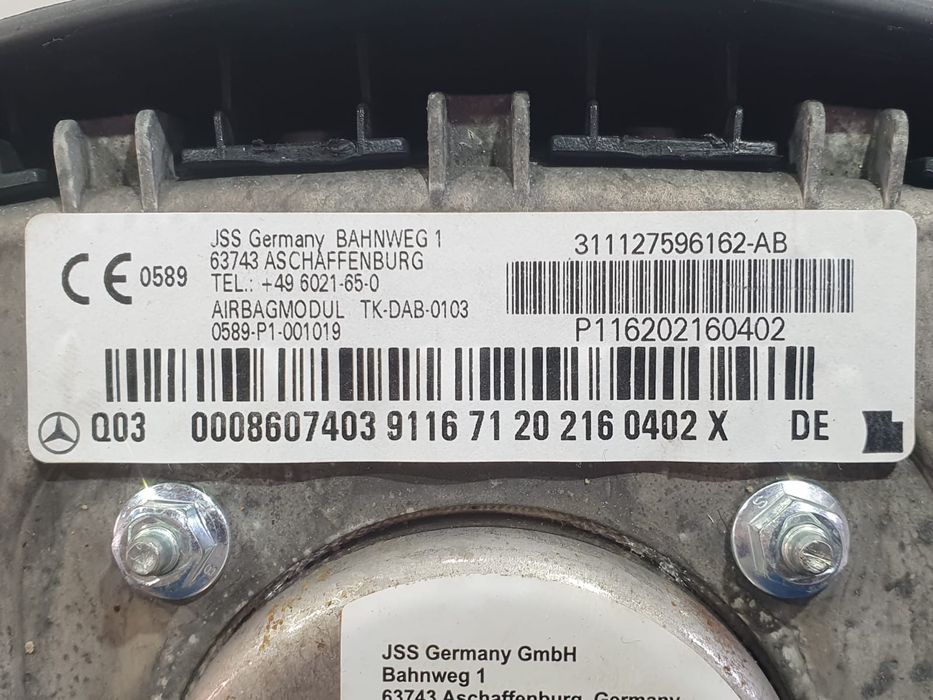 CE 0589
JSS Germany BAHNWEG 1
63743 ASCHAFFENBURG
TEL.: +49 6021-65-0
AIRBAGMODUL TK-DAB-0103
0589-P1-001019
311127596162-AB
P116202160402
Q03 0008607403 9116 7 1 20 216 0402 X DE
JSS Germany GmbH
Bahnweg 1
63743 Aschaffenburg, Germany